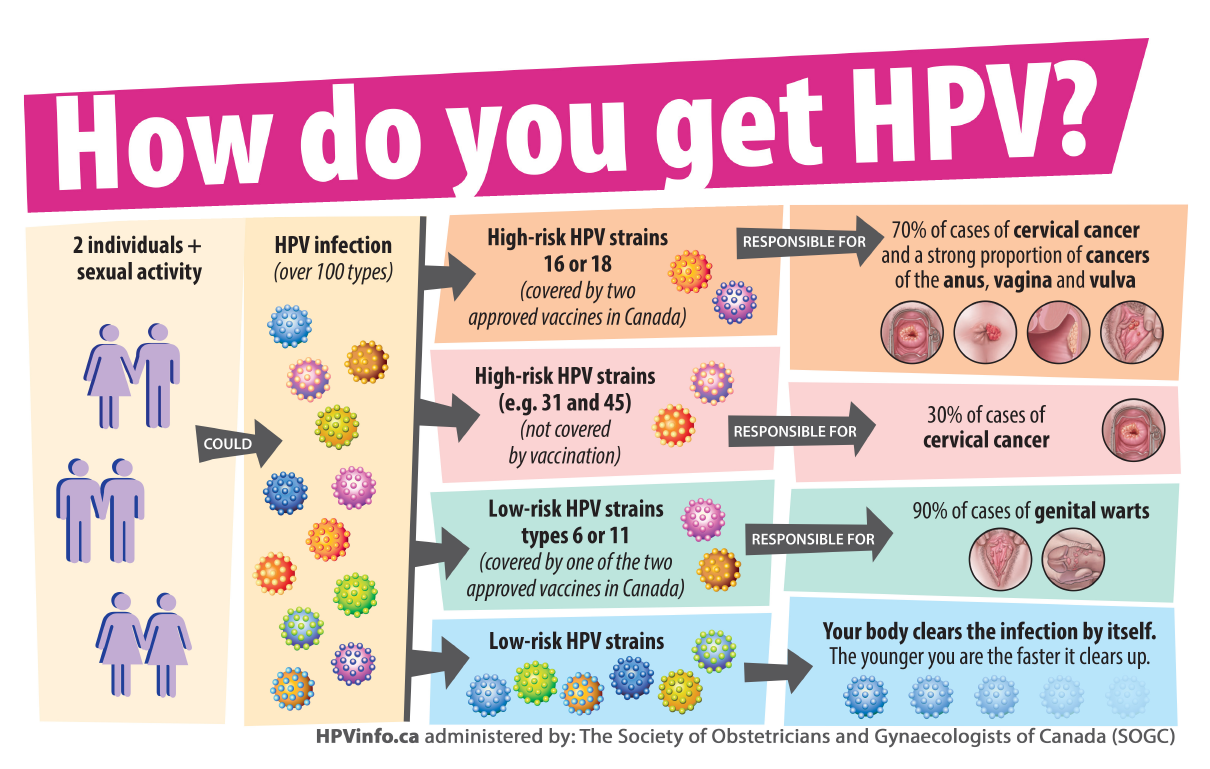 How do you get HPV?
2 individuals +
sexual activity
COULD
HPV infection
(over 100 types)
High-risk HPV strains
16 or 18
(covered by two
approved vaccines in Canada)
RESPONSIBLE FOR
70% of cases of cervical cancer
and a strong proportion of cancers
of the anus, vagina and vulva
High-risk HPV strains
(e.g. 31 and 45)
(not covered
by vaccination)
RESPONSIBLE FOR
30% of cases of
cervical cancer
Low-risk HPV strains
types 6 or 11
(covered by one of the two
approved vaccines in Canada)
RESPONSIBLE FOR
90% of cases of genital warts
Low-risk HPV strains
Your body clears the infection by itself.
The younger you are the faster it clears up.
HPVinfo.ca administered by: The Society of Obstetricians and Gynaecologists of Canada (SOGC)